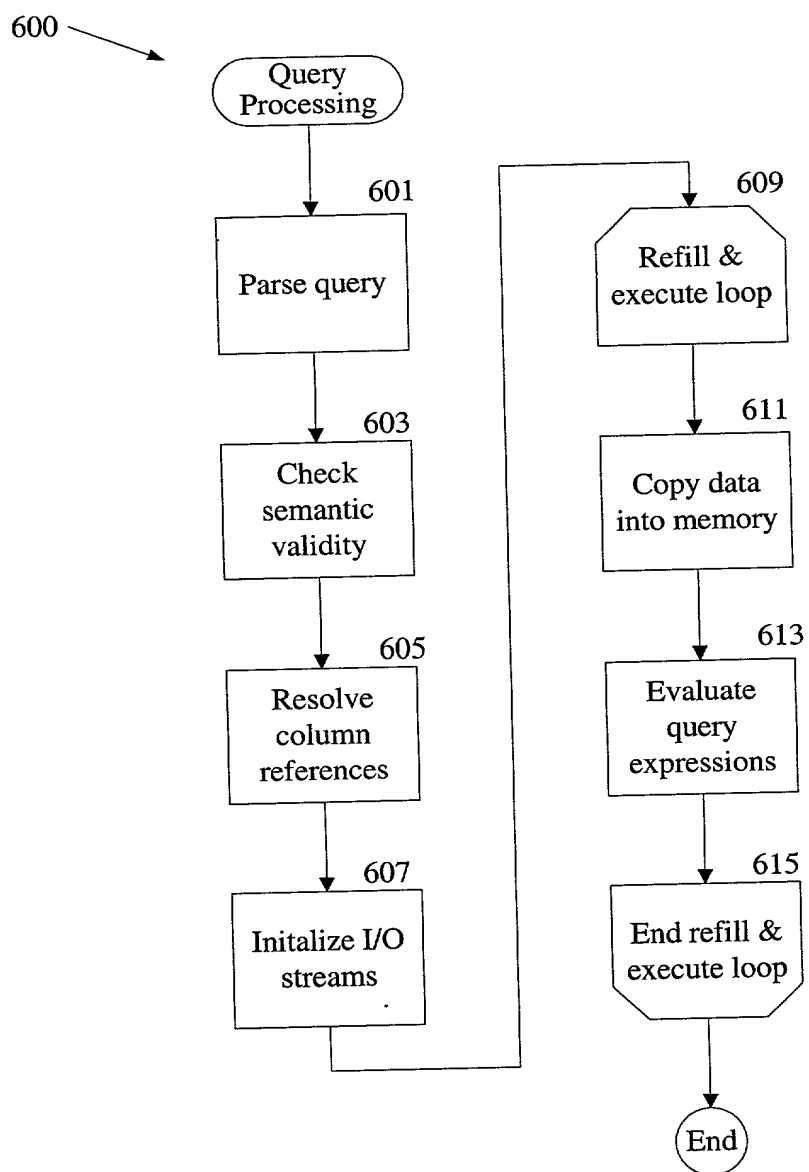 600
Query
Processing
601
Parse query
603
Check
semantic
validity
605
Resolve
column
references
607
Initalize I/O
streams
609
Refill &
execute loop
611
Copy data
into memory
613
Evaluate
query
expressions
615
End refill &
execute loop
End